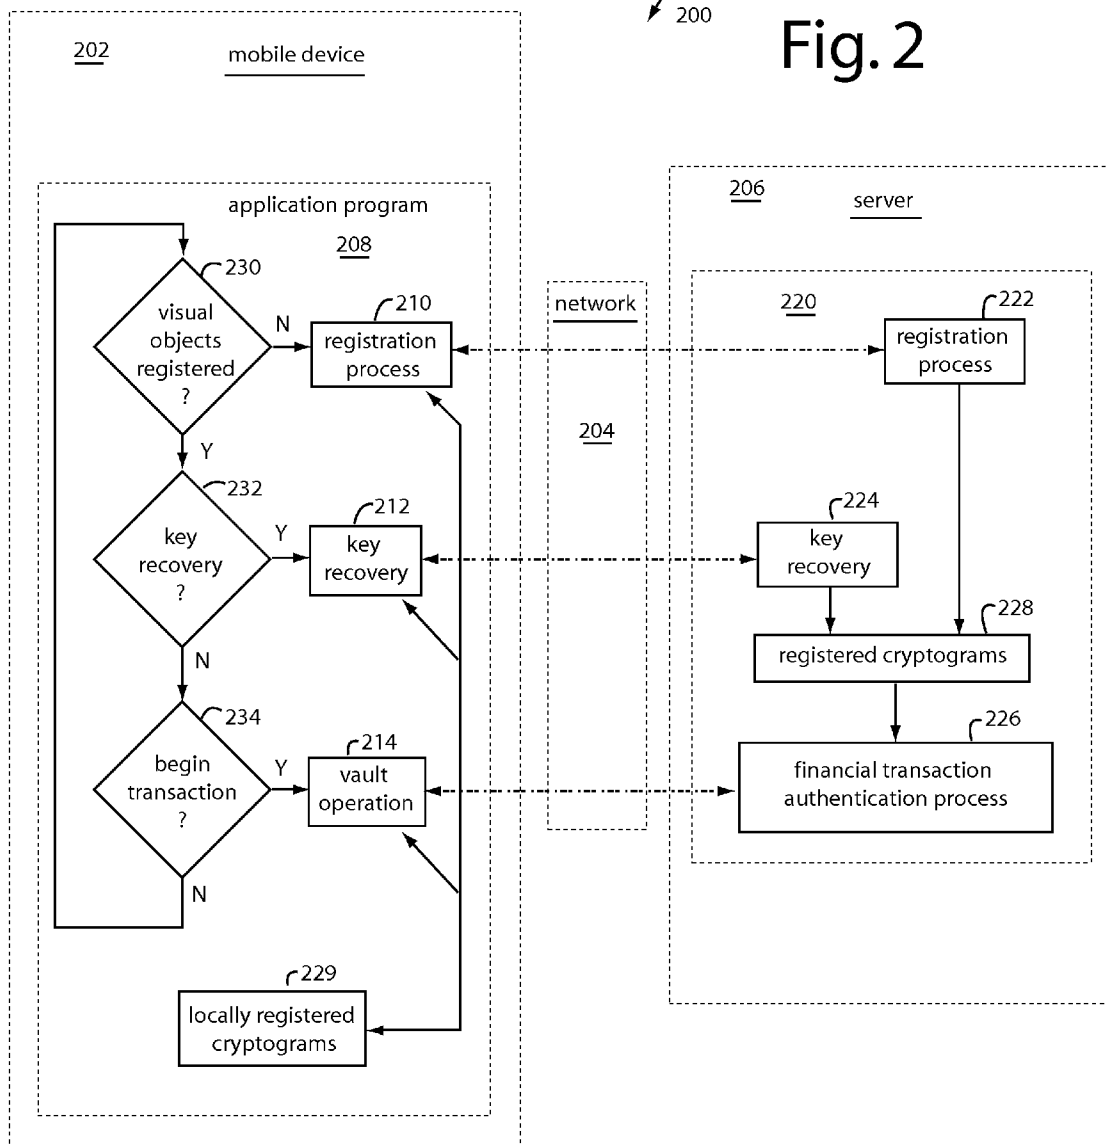 200
Fig. 2
202
mobile device
application program
208
230
visual
objects
registered
?
N
210
registration
process
Y
232
key
recovery
?
Y
212
key
recovery
N
234
begin
transaction
?
Y
214
vault
operation
N
229
locally registered
cryptograms
network
204
206
server
220
222
registration
process
224
key
recovery
228
registered cryptograms
226
financial transaction
authentication process